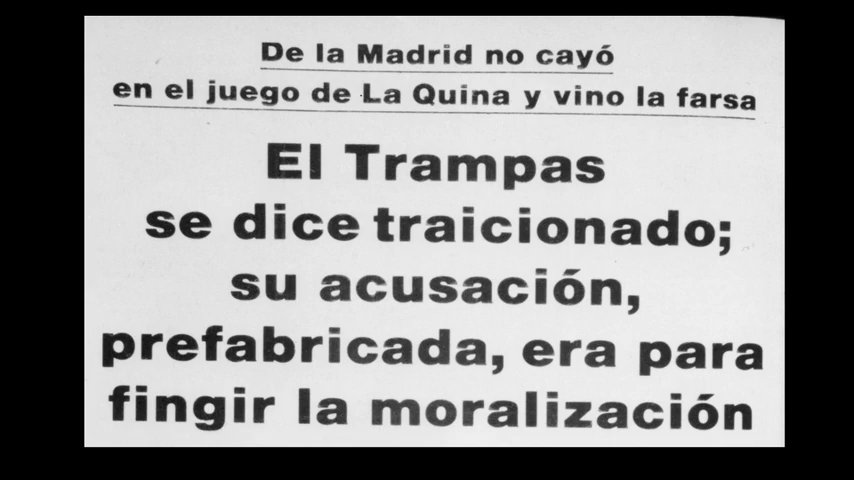 De la Madrid no cayó
en el juego de La Quina y vino la farsa
El Trampas
se dice traicionado;
su acusación,
prefabricada, era para
fingir la moralización